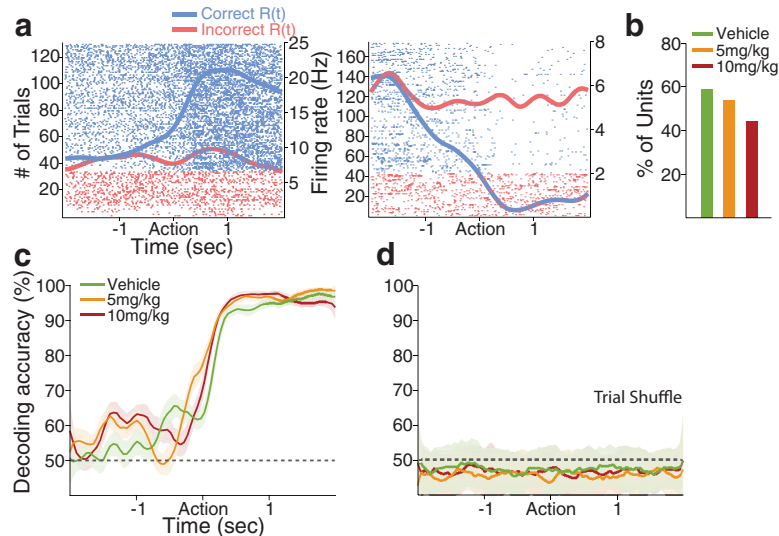 a
Correct R(t)
Incorrect R(t)
# of Trials
120
100
80
60
40
20
25
20
15
10
5
Firing rate (Hz)
-1 Action 1
Time (sec)
160
140
120
100
80
60
40
20
8
6
4
2
-1 Action 1
b
Vehicle
5mg/kg
10mg/kg
% of Units
80
60
40
20
c
Vehicle
5mg/kg
10mg/kg
Decoding accuracy (%)
100
90
80
70
60
50
-1 Action 1
Time (sec)
d
100
90
80
70
60
50
Trial Shuffle
-1 Action 1